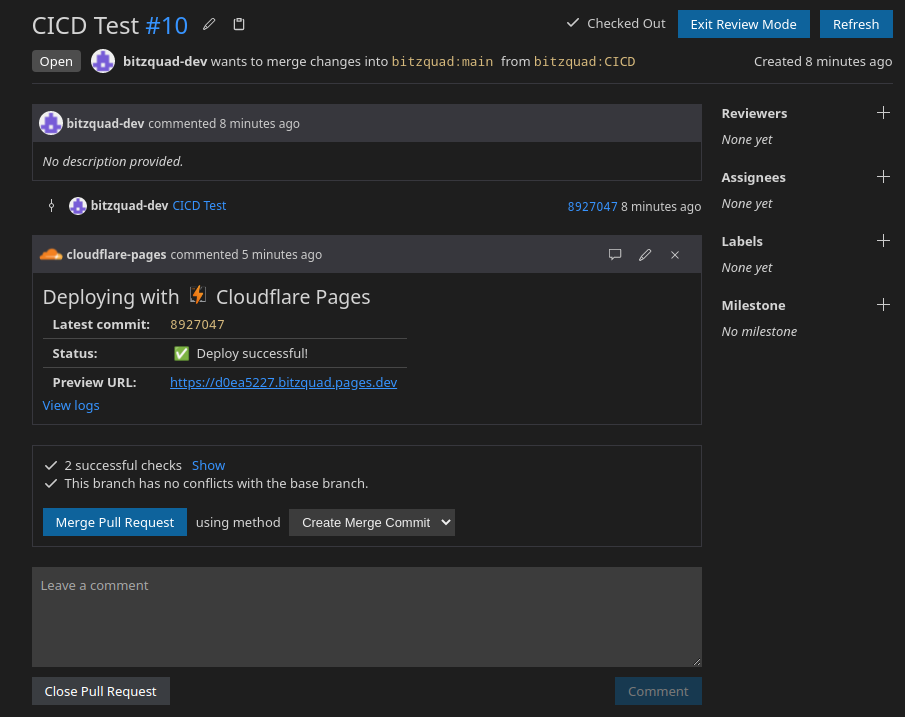 CICD Test #10
Checked Out
Exit Review Mode
Refresh
Open
bitzquad-dev wants to merge changes into bitzquad:main from bitzquad:CICD
Created 8 minutes ago
bitzquad-dev commented 8 minutes ago
No description provided.
bitzquad-dev CICD Test
8927047 8 minutes ago
cloudflare-pages commented 5 minutes ago
Deploying with Cloudflare Pages
Latest commit: 8927047
Status: ✅ Deploy successful!
Preview URL: https://d0ea5227.bitzquad.pages.dev
View logs
2 successful checks Show
This branch has no conflicts with the base branch.
Merge Pull Request using method Create Merge Commit
Leave a comment
Close Pull Request
Comment
Reviewers
None yet
Assignees
None yet
Labels
None yet
Milestone
No milestone